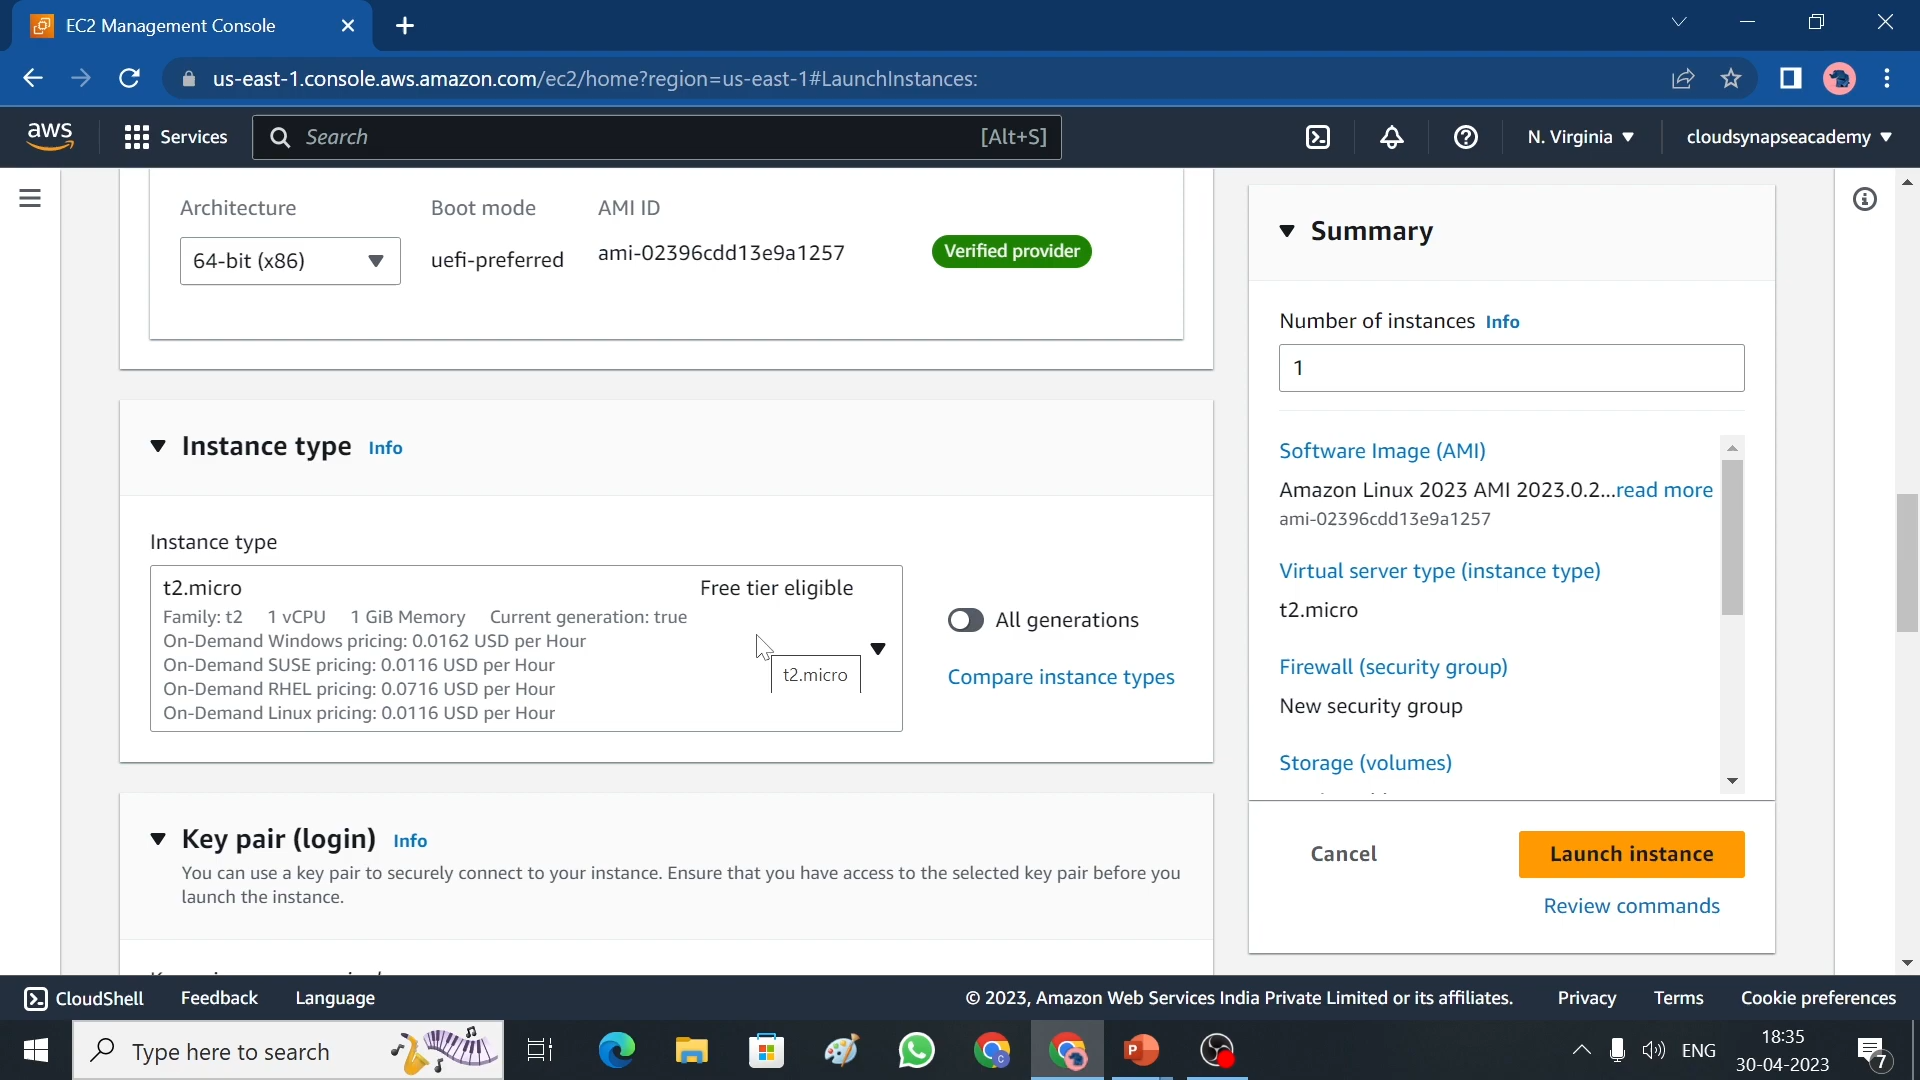 EC2 Management Console
us-east-1.console.aws.amazon.com/ec2/home?region=us-east-1#LaunchInstances:
aws
Services
Search
[Alt+S]
N. Virginia
cloudsynapseacademy
Architecture
Boot mode
AMI ID
64-bit (x86)
uefi-preferred
ami-02396cdd13e9a1257
Verified provider
Instance type Info
Instance type
t2.micro
Free tier eligible
Family: t2 1 vCPU 1 GiB Memory Current generation: true
On-Demand Windows pricing: 0.0162 USD per Hour
On-Demand SUSE pricing: 0.0116 USD per Hour
On-Demand RHEL pricing: 0.0716 USD per Hour
On-Demand Linux pricing: 0.0116 USD per Hour
t2.micro
All generations
Compare instance types
Key pair (login) Info
You can use a key pair to securely connect to your instance. Ensure that you have access to the selected key pair before you
launch the instance.
Summary
Number of instances Info
1
Software Image (AMI)
Amazon Linux 2023 AMI 2023.0.2...read more
ami-02396cdd13e9a1257
Virtual server type (instance type)
t2.micro
Firewall (security group)
New security group
Storage (volumes)
Cancel
Launch instance
Review commands
CloudShell
Feedback
Language
© 2023, Amazon Web Services India Private Limited or its affiliates.
Privacy
Terms
Cookie preferences
Type here to search
ENG
18:35
30-04-2023
7